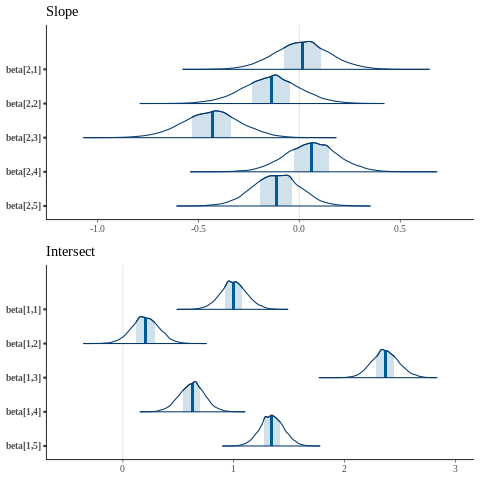 Slope
beta[2,1]
beta[2,2]
beta[2,3]
beta[2,4]
beta[2,5]
-1.0 -0.5 0.0 0.5
Intersect
beta[1,1]
beta[1,2]
beta[1,3]
beta[1,4]
beta[1,5]
0 1 2 3